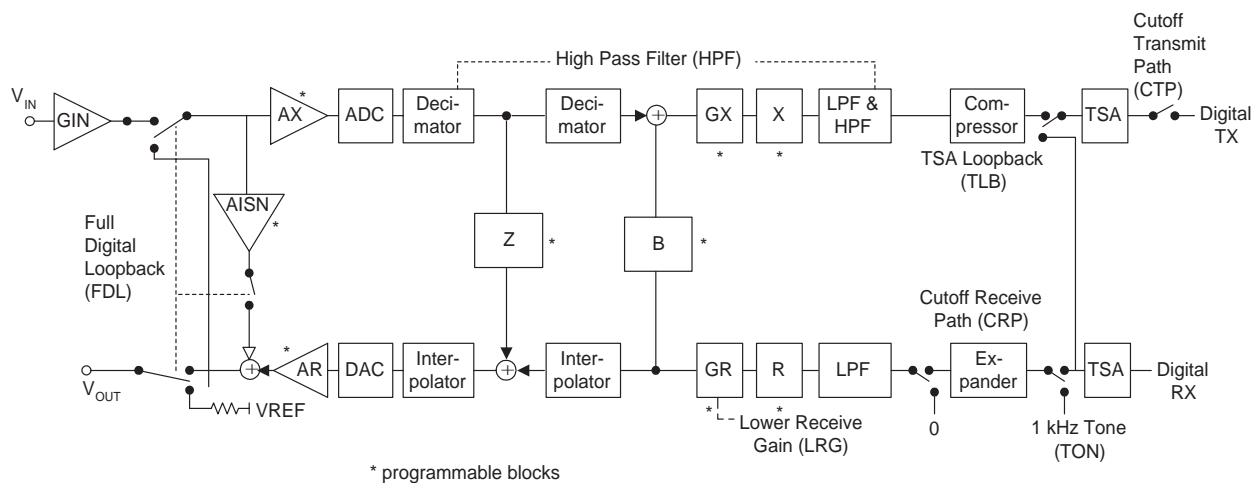 Cutoff
Transmit
Path
(CTP)
High Pass Filter (HPF)
VIN
GIN
AX
*
ADC
Deci-
mator
Deci-
mator
+
GX
*
X
*
LPF &
HPF
Com-
pressor
TSA
Digital
TX
TSA Loopback
(TLB)
AISN
*
Full
Digital
Loopback
(FDL)
Z
*
B
*
Cutoff Receive
Path (CRP)
VOUT
+
*
AR
DAC
Inter-
polator
+
Inter-
polator
GR
*
R
*
LPF
Ex-
pander
TSA
Digital
RX
VREF
Lower Receive
Gain (LRG)
0
1 kHz Tone
(TON)
* programmable blocks